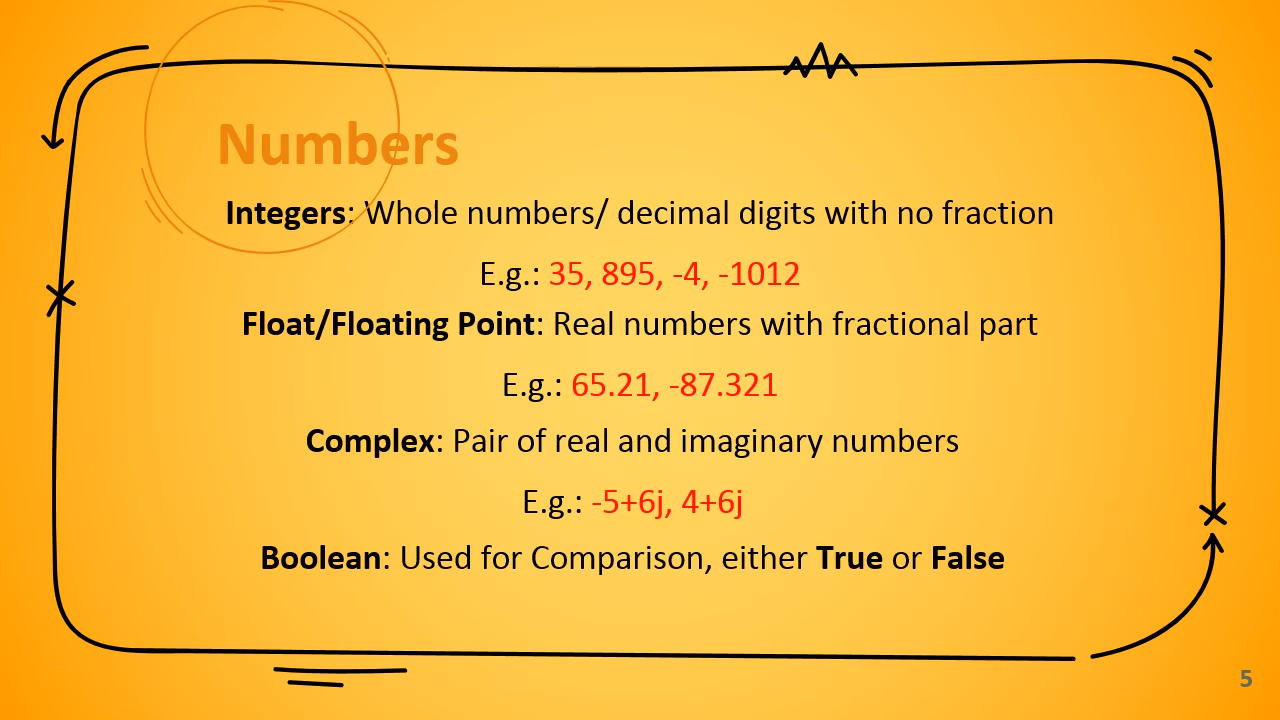 Numbers
Integers: Whole numbers/ decimal digits with no fraction
E.g.: 35, 895, -4, -1012
Float/Floating Point: Real numbers with fractional part
E.g.: 65.21, -87.321
Complex: Pair of real and imaginary numbers
E.g.: -5+6j, 4+6j
Boolean: Used for Comparison, either True or False
5